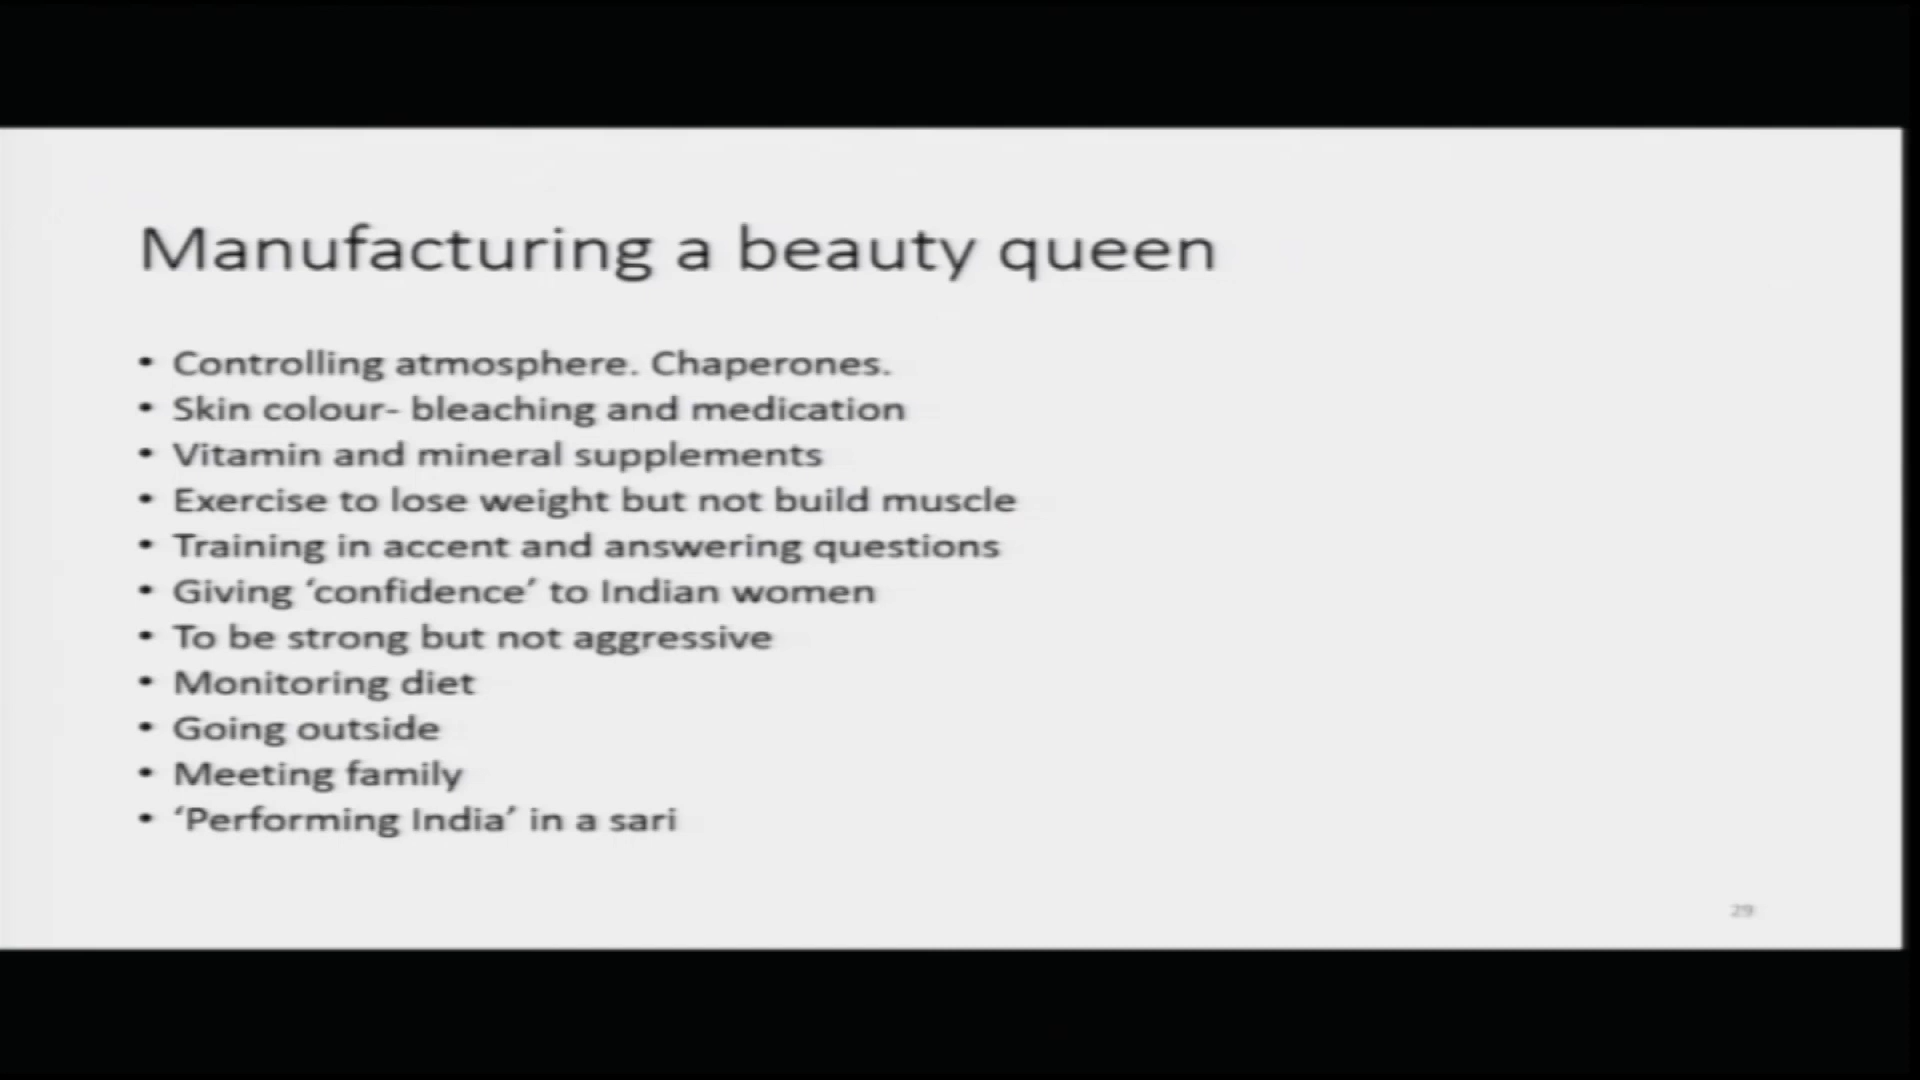 Manufacturing a beauty queen
• Controlling atmosphere. Chaperones.
• Skin colour- bleaching and medication
• Vitamin and mineral supplements
• Exercise to lose weight but not build muscle
• Training in accent and answering questions
• Giving ‘confidence’ to Indian women
• To be strong but not aggressive
• Monitoring diet
• Going outside
• Meeting family
• ‘Performing India’ in a sari
29